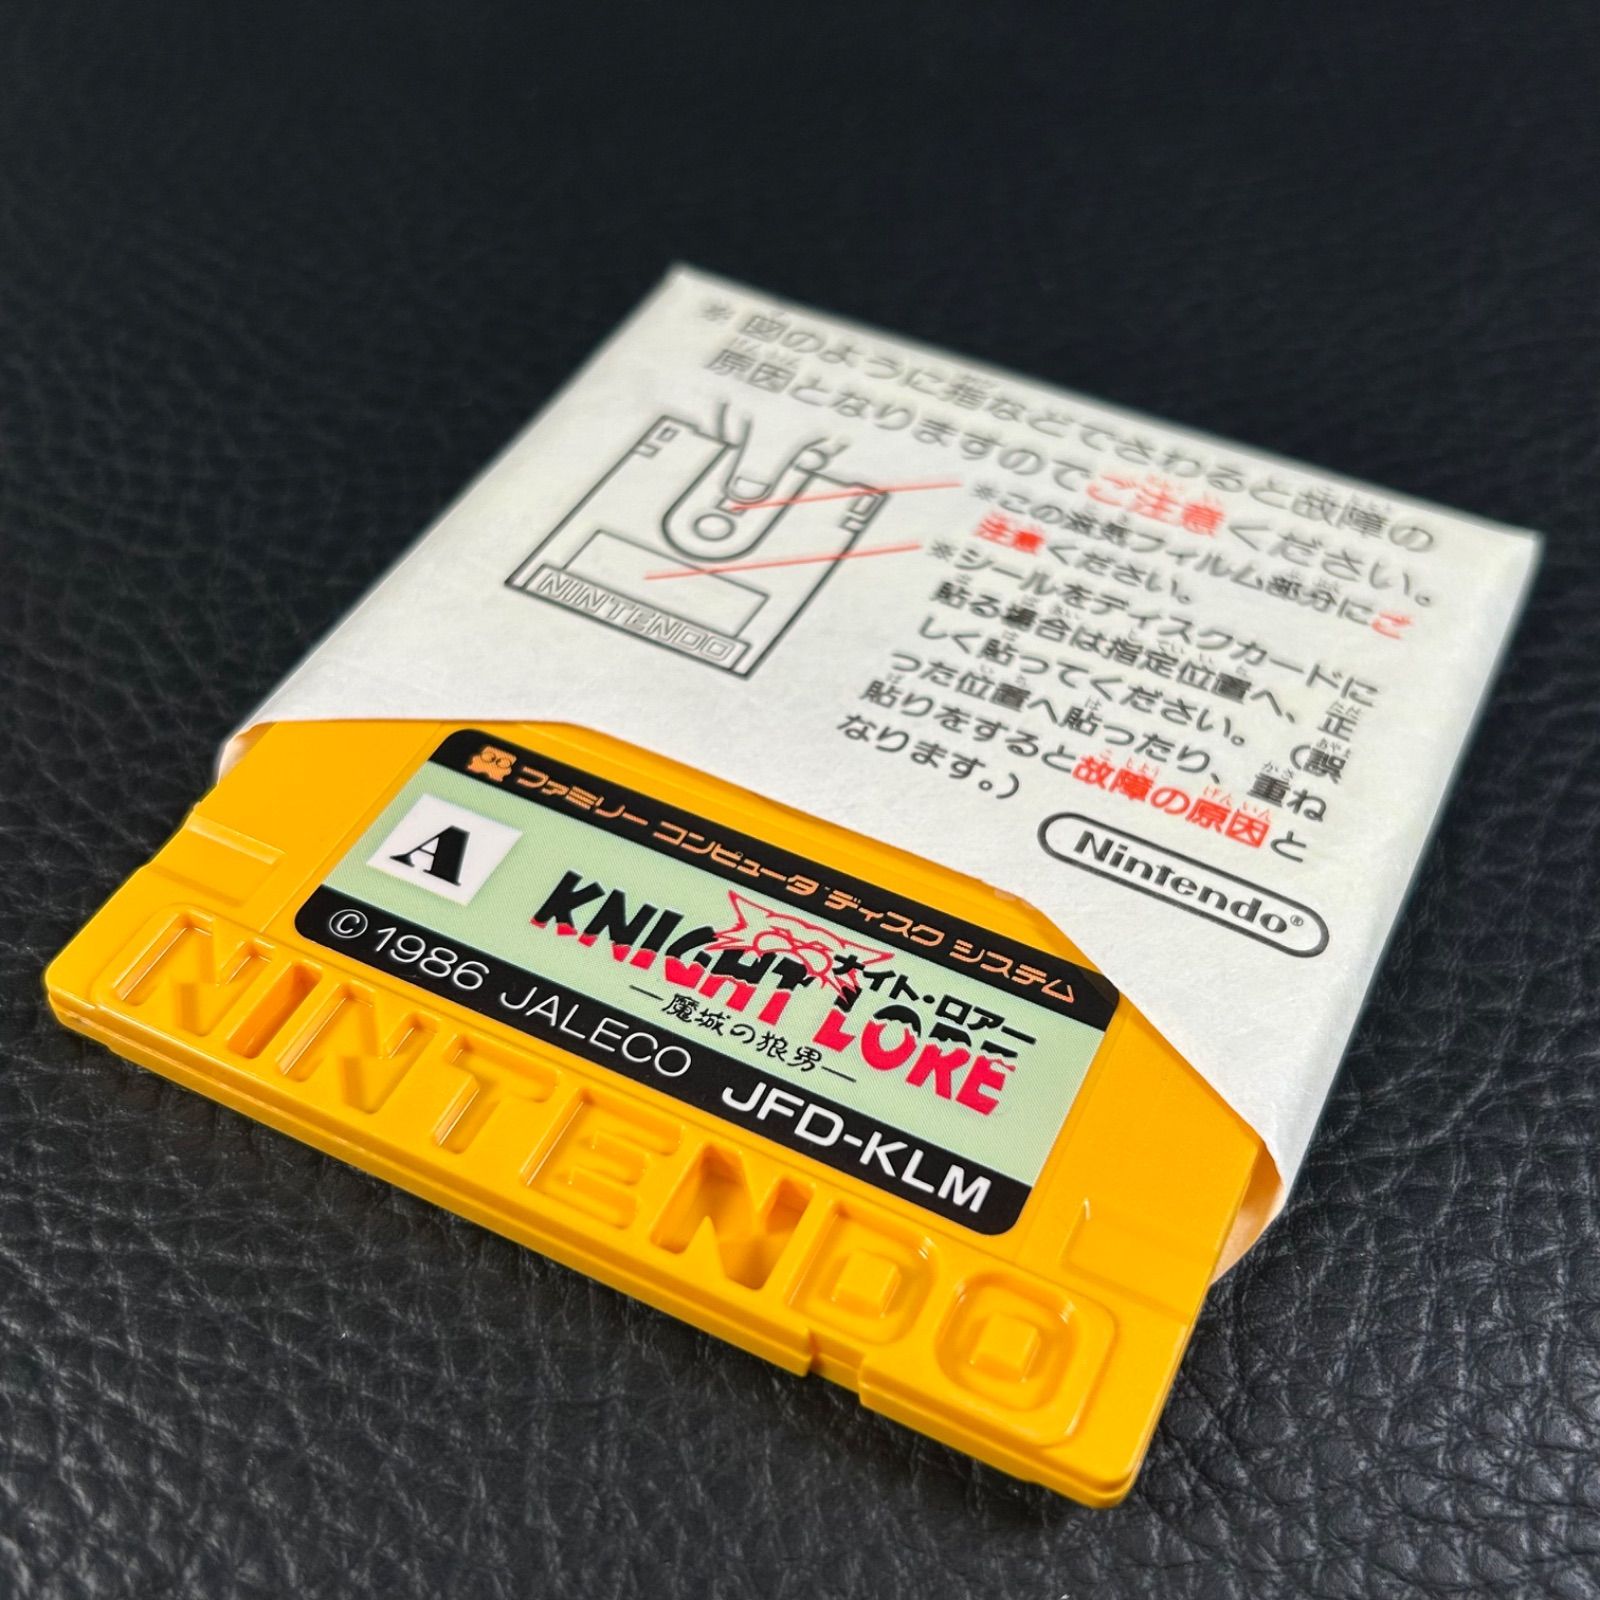 ※図のように指などでさわると故障の
原因となりますのでご注意ください。
※この磁気フィルム部分にご
注意ください。
※シールをディスクカードに
貼る場合は指定位置へ、正
しく貼ってください。(誤
った位置へ貼ったり、重ね
貼りをすると故障の原因と
なります。)
NINTENDO
Nintendo®
ファミリー コンピュータ ディスク システム
A
KNIGHT LORE
ナイト・ロアー
―魔城の狼男―
©1986 JALECO JFD-KLM
NINTENDO